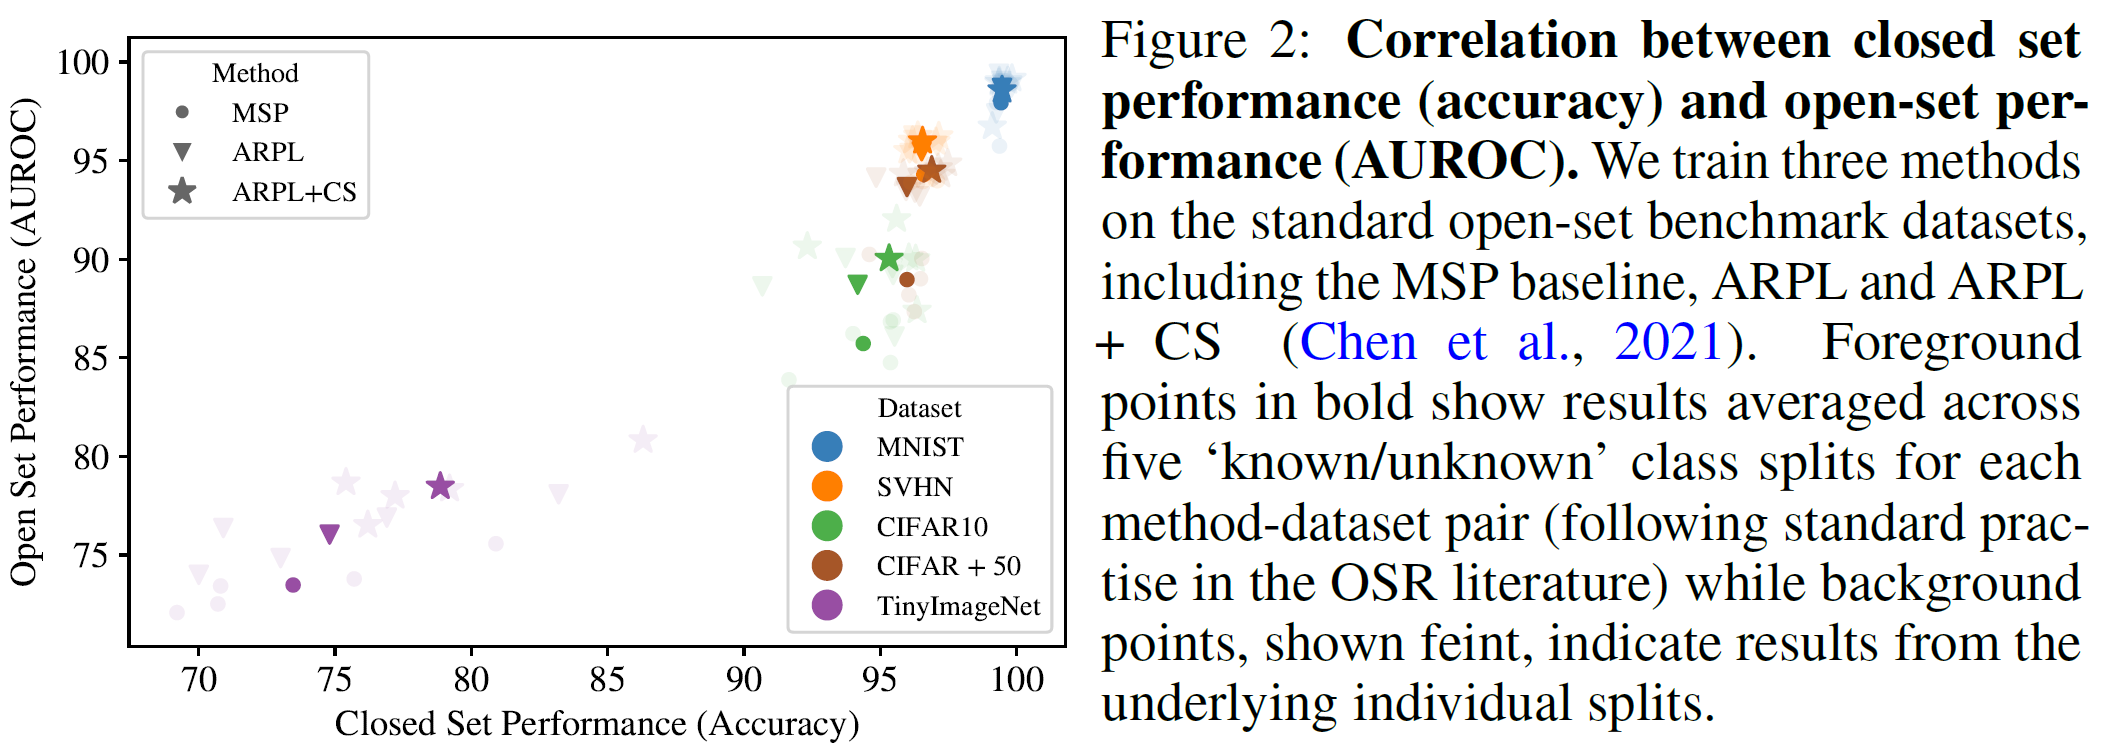 100
95
90
85
80
75
Open Set Performance (AUROC)
Method
MSP
ARPL
ARPL+CS
Dataset
MNIST
SVHN
CIFAR10
CIFAR + 50
TinyImageNet
70 75 80 85 90 95 100
Closed Set Performance (Accuracy)
Figure 2: Correlation between closed set
performance (accuracy) and open-set per-
formance (AUROC). We train three methods
on the standard open-set benchmark datasets,
including the MSP baseline, ARPL and ARPL
+ CS (Chen et al., 2021). Foreground
points in bold show results averaged across
five ‘known/unknown’ class splits for each
method-dataset pair (following standard prac-
tise in the OSR literature) while background
points, shown feint, indicate results from the
underlying individual splits.